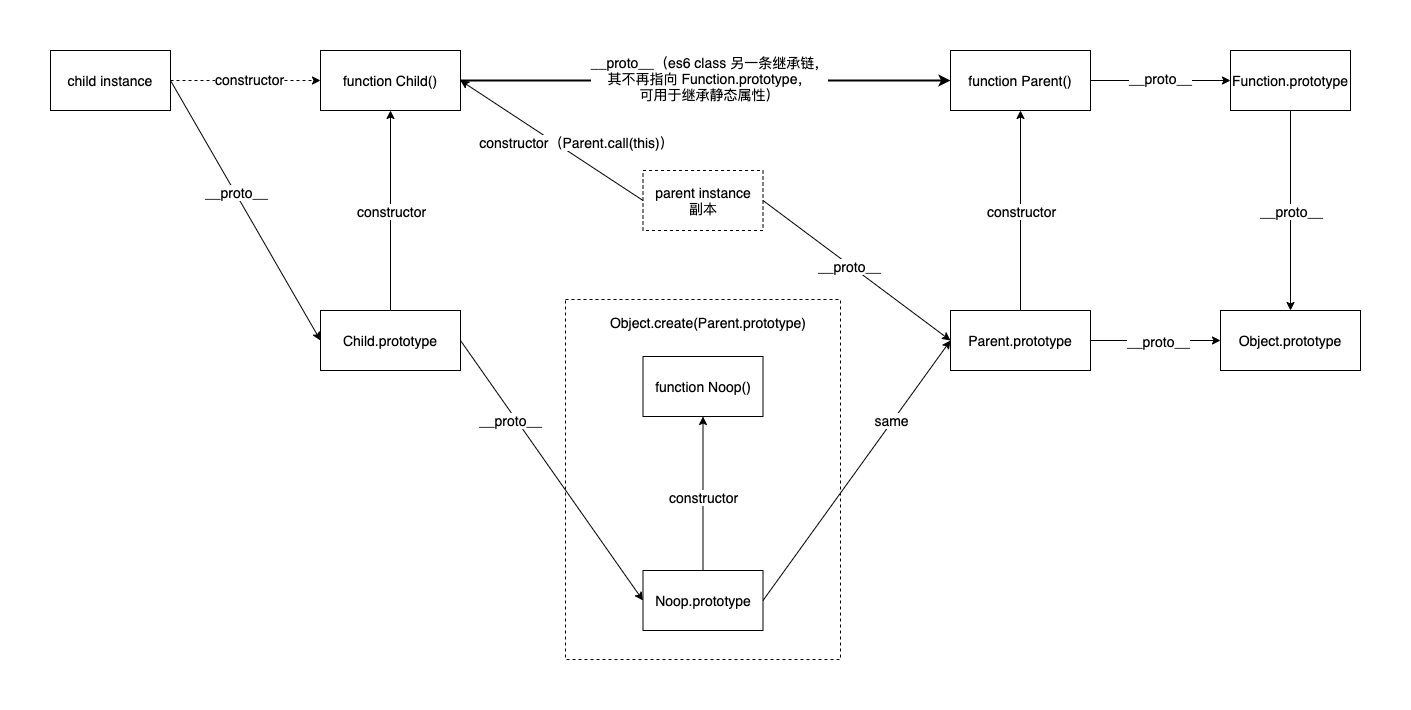 child instance
constructor
function Child()
__proto__（es6 class 另一条继承链，
其不再指向 Function.prototype，
可用于继承静态属性）
function Parent()
__proto__
Function.prototype
constructor（Parent.call(this)）
__proto__
parent instance
副本
constructor
constructor
__proto__
__proto__
Object.create(Parent.prototype)
Child.prototype
Parent.prototype
__proto__
Object.prototype
function Noop()
__proto__
same
constructor
Noop.prototype